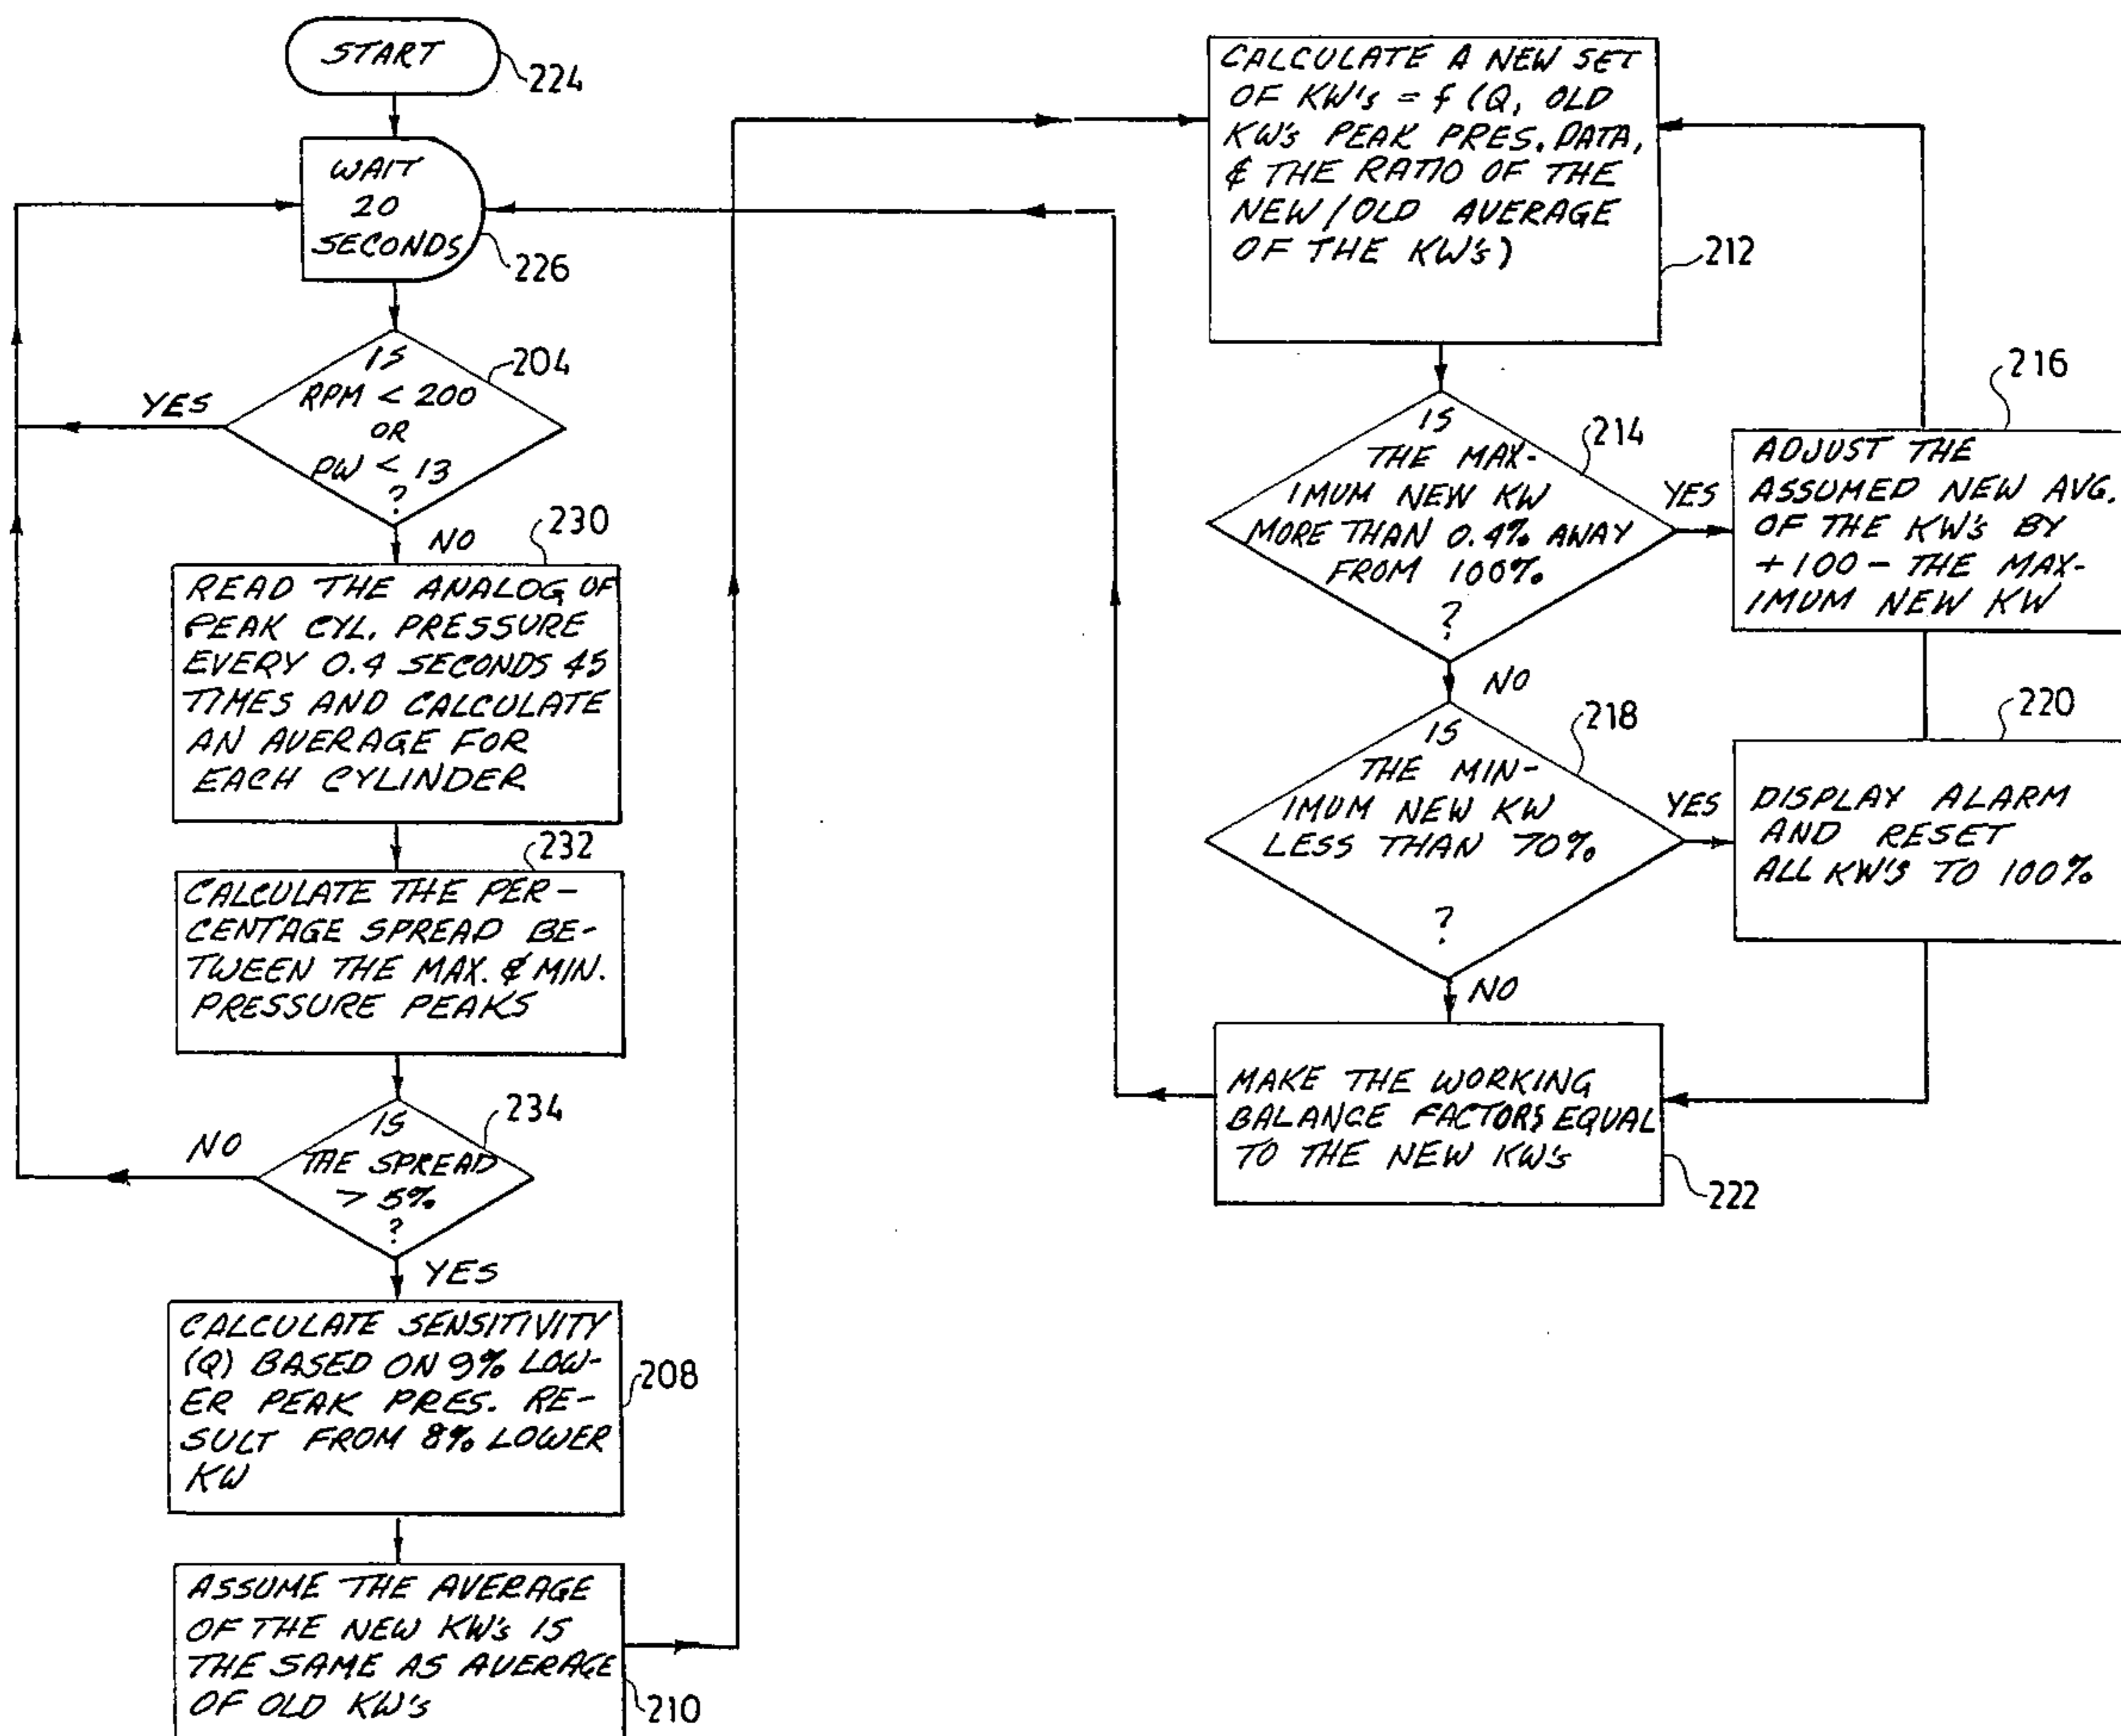 START
224
WAIT
20
SECONDS
226
IS
RPM < 200
OR
PW < 13
?
204
YES
NO
230
READ THE ANALOG OF
PEAK CYL. PRESSURE
EVERY 0.4 SECONDS 45
TIMES AND CALCULATE
AN AVERAGE FOR
EACH CYLINDER
232
CALCULATE THE PER-
CENTAGE SPREAD BE-
TWEEN THE MAX. & MIN.
PRESSURE PEAKS
234
IS
THE SPREAD
> 5%
?
NO
YES
CALCULATE SENSITIVITY
(Q) BASED ON 9% LOW-
ER PEAK PRES. RE-
SULT FROM 8% LOWER
KW
208
ASSUME THE AVERAGE
OF THE NEW KW's IS
THE SAME AS AVERAGE
OF OLD KW's
210
CALCULATE A NEW SET
OF KW's = f (Q, OLD
KW's PEAK PRES. DATA,
& THE RATIO OF THE
NEW/OLD AVERAGE
OF THE KW's)
212
IS
THE MAX-
IMUM NEW KW
MORE THAN 0.4% AWAY
FROM 100%
?
214
YES
NO
216
ADJUST THE
ASSUMED NEW AVG.
OF THE KW's BY
+100 - THE MAX-
IMUM NEW KW
IS
THE MIN-
IMUM NEW KW
LESS THAN 70%
?
218
YES
NO
220
DISPLAY ALARM
AND RESET
ALL KW'S TO 100%
MAKE THE WORKING
BALANCE FACTORS EQUAL
TO THE NEW KW's
222